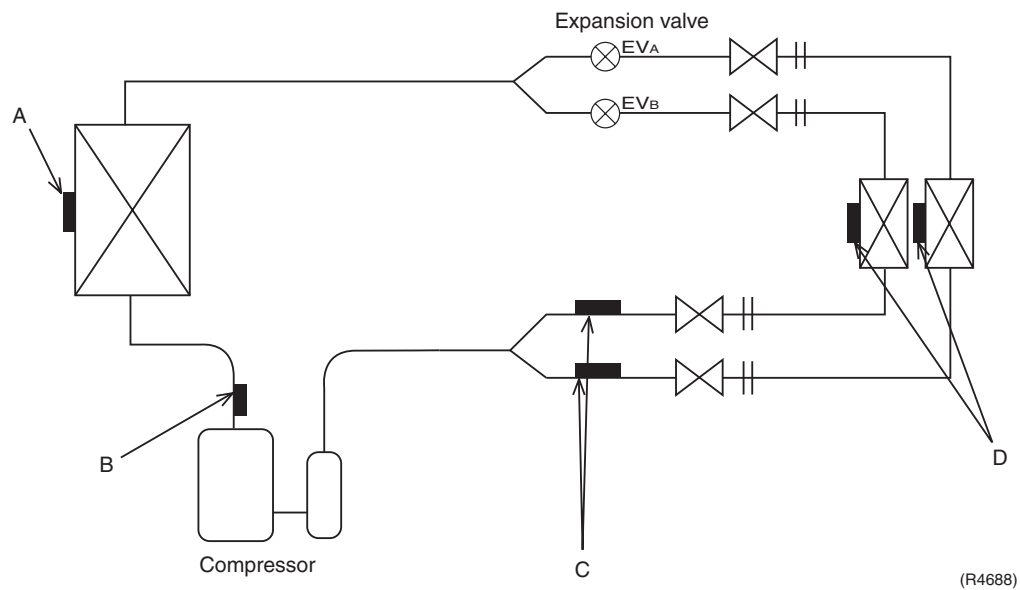 Expansion valve
EVA
EVB
A
B
C
D
Compressor
(R4688)